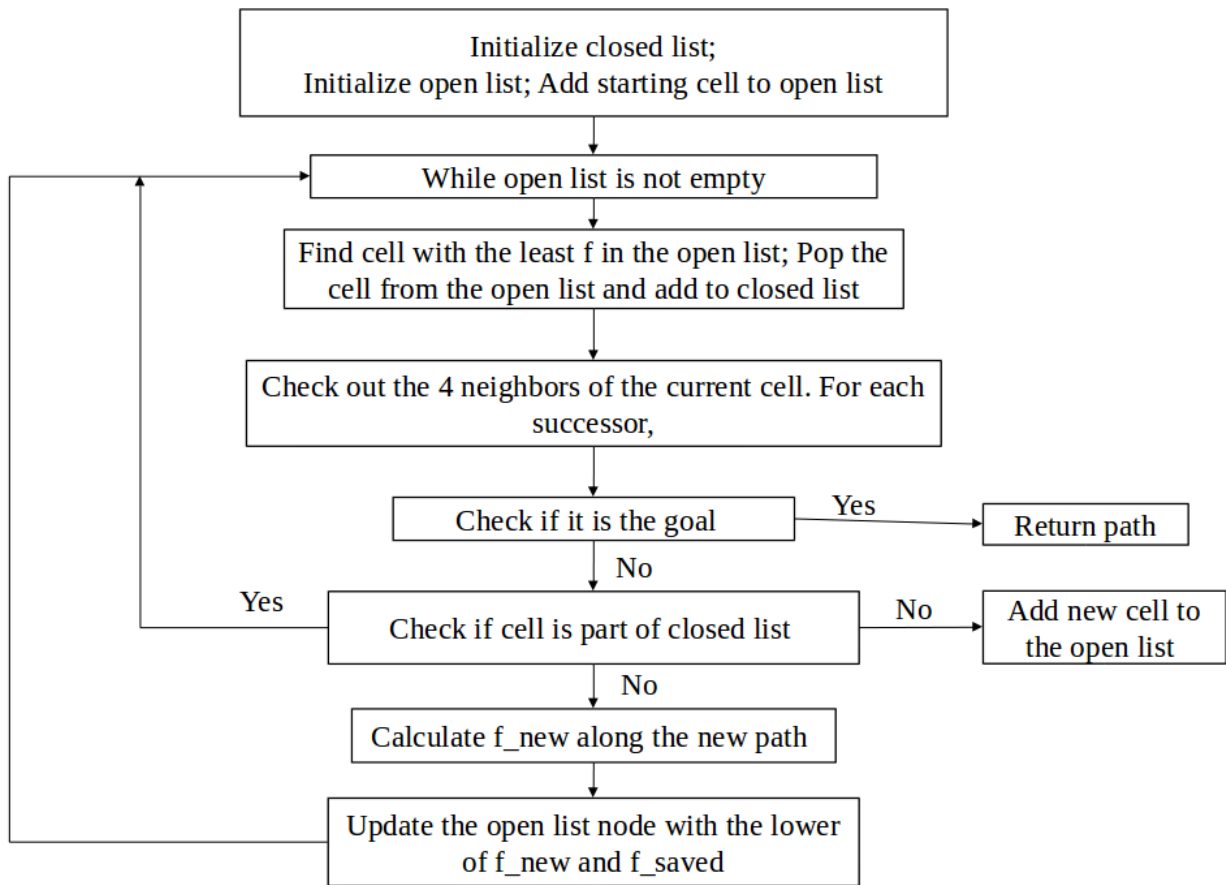 Initialize closed list;
Initialize open list; Add starting cell to open list
While open list is not empty
Find cell with the least f in the open list; Pop the
cell from the open list and add to closed list
Check out the 4 neighbors of the current cell. For each
successor,
Check if it is the goal
Yes
Return path
No
Yes
Check if cell is part of closed list
No
Add new cell to
the open list
No
Calculate f_new along the new path
Update the open list node with the lower
of f_new and f_saved